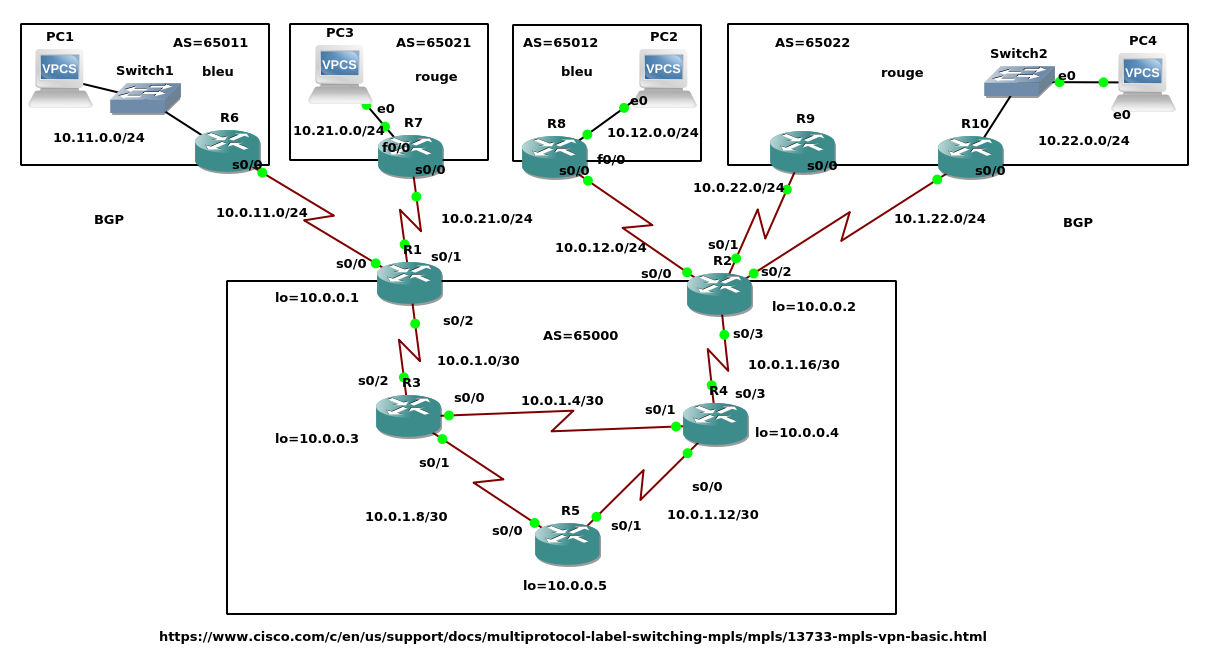 PC1
AS=65011
VPCS
Switch1
bleu
10.11.0.0/24
R6
s0/0
PC3
AS=65021
VPCS
rouge
e0
10.21.0.0/24
R7
f0/0
s0/0
AS=65012
PC2
bleu
VPCS
e0
R8
10.12.0.0/24
f0/0
s0/0
AS=65022
PC4
Switch2
rouge
e0
VPCS
e0
R9
R10
10.22.0.0/24
s0/0
s0/0
BGP
10.0.11.0/24
10.0.21.0/24
10.0.12.0/24
10.0.22.0/24
10.1.22.0/24
BGP
s0/0
R1
s0/1
lo=10.0.0.1
s0/2
s0/0
s0/1
R2
s0/2
lo=10.0.0.2
s0/3
AS=65000
10.0.1.0/30
10.0.1.16/30
s0/2
R3
s0/0
10.0.1.4/30
s0/1
R4
s0/3
lo=10.0.0.3
lo=10.0.0.4
s0/1
s0/0
10.0.1.8/30
10.0.1.12/30
s0/0
R5
s0/1
lo=10.0.0.5
https://www.cisco.com/c/en/us/support/docs/multiprotocol-label-switching-mpls/mpls/13733-mpls-vpn-basic.html